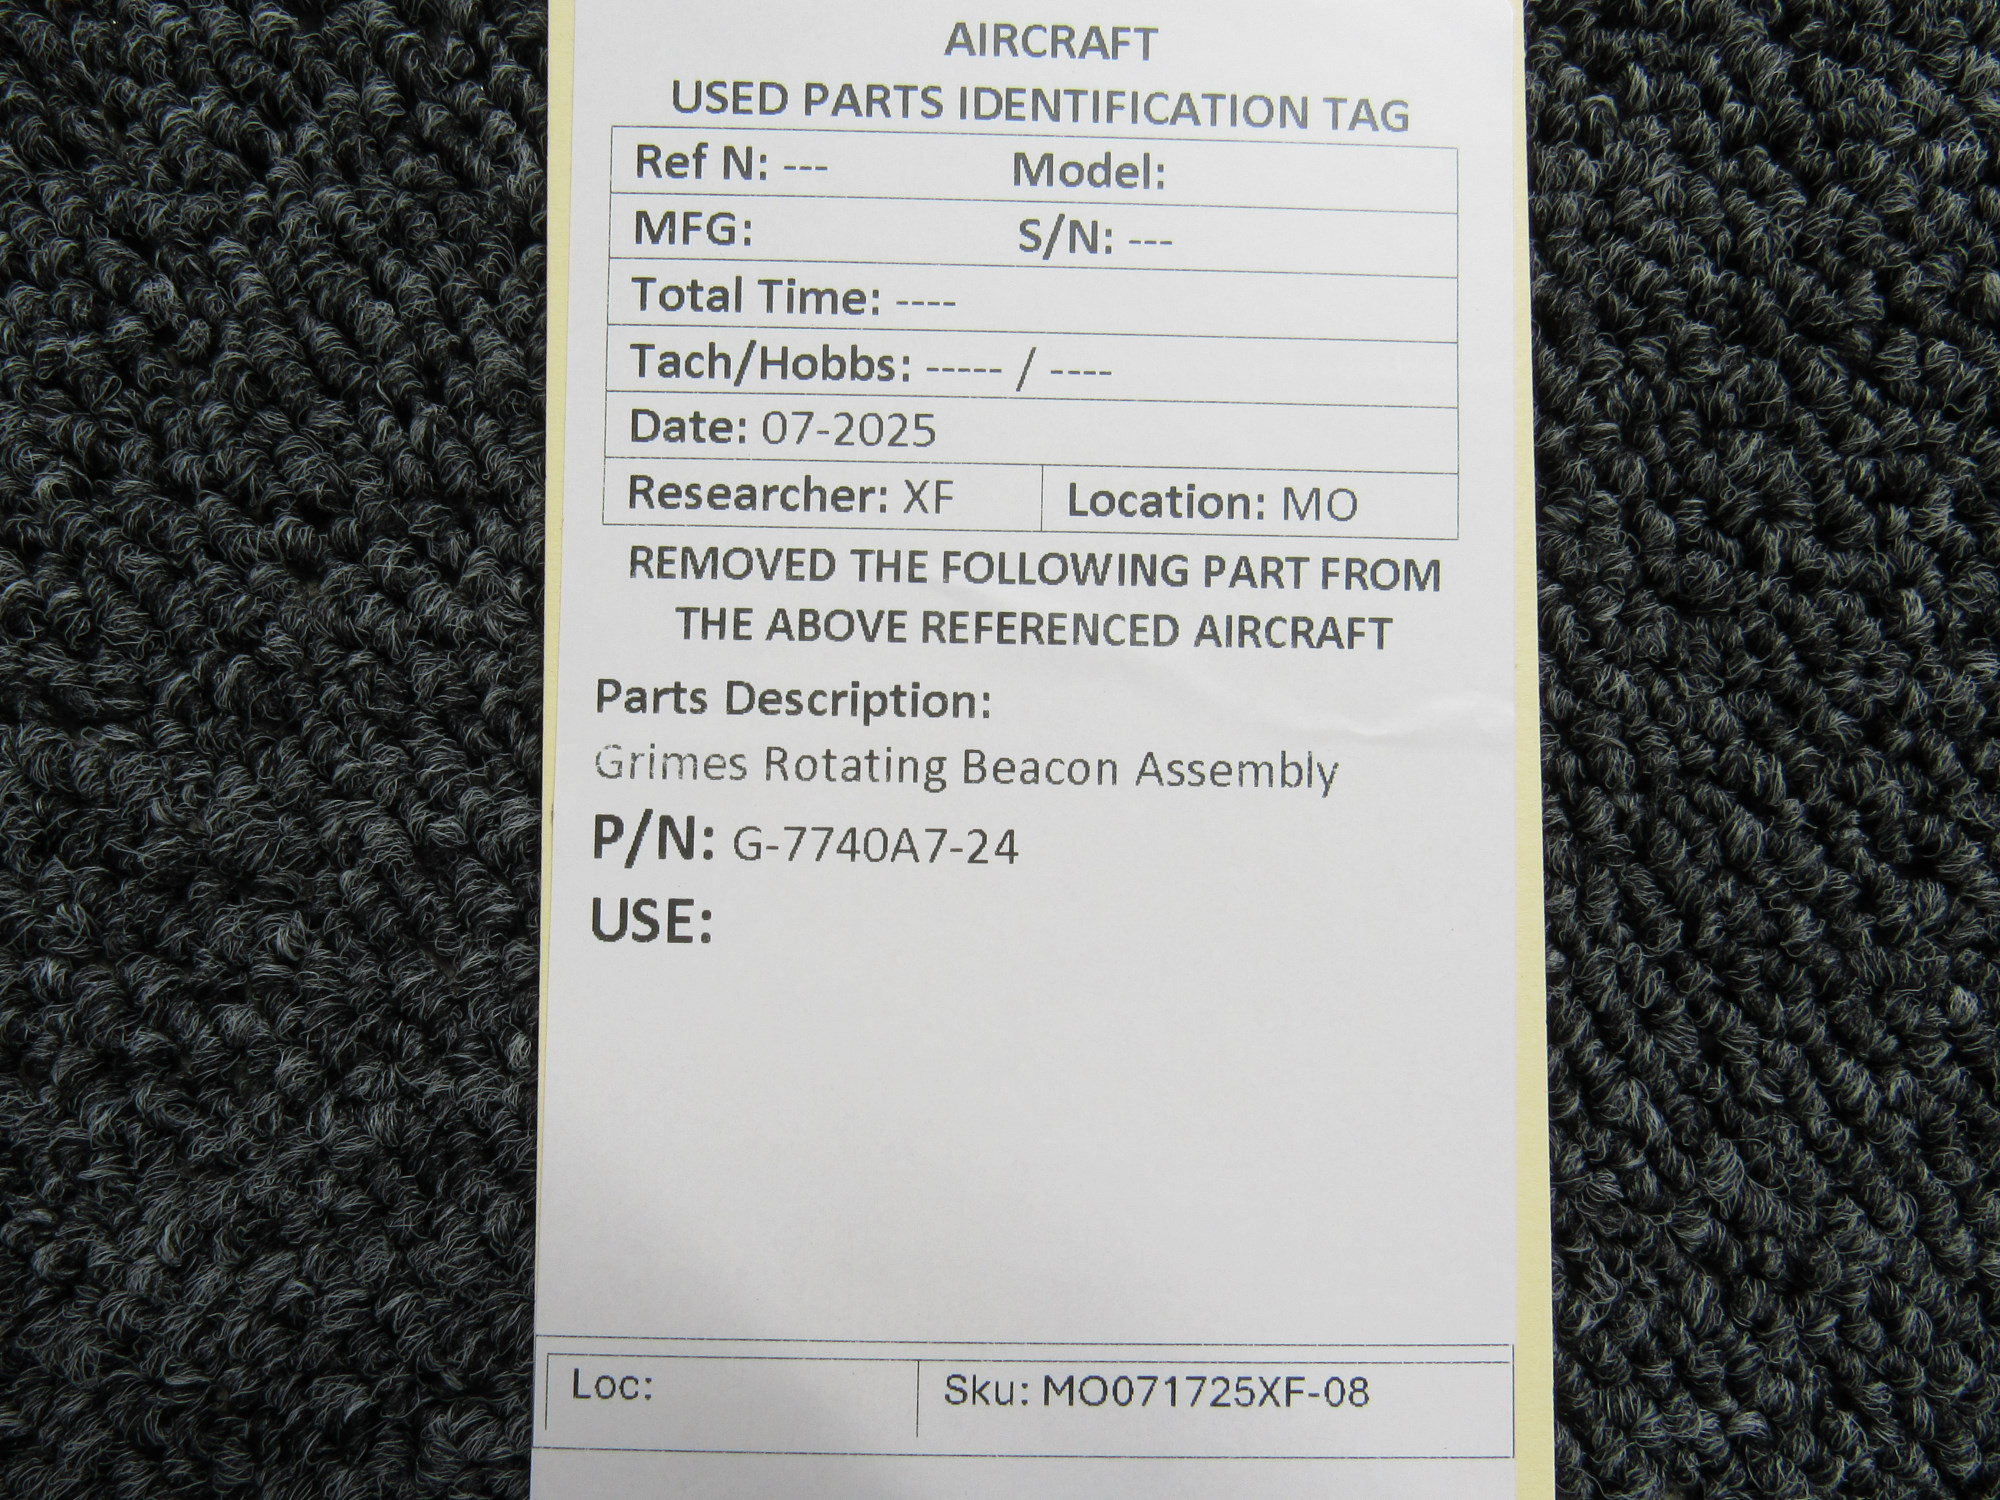 AIRCRAFT
USED PARTS IDENTIFICATION TAG
Ref N: --- Model:
MFG: S/N: ---
Total Time: ----
Tach/Hobbs: ----- / ----
Date: 07-2025
Researcher: XF Location: MO
REMOVED THE FOLLOWING PART FROM
THE ABOVE REFERENCED AIRCRAFT
Parts Description:
Grimes Rotating Beacon Assembly
P/N: G-7740A7-24
USE:
Loc: Sku: MO071725XF-08